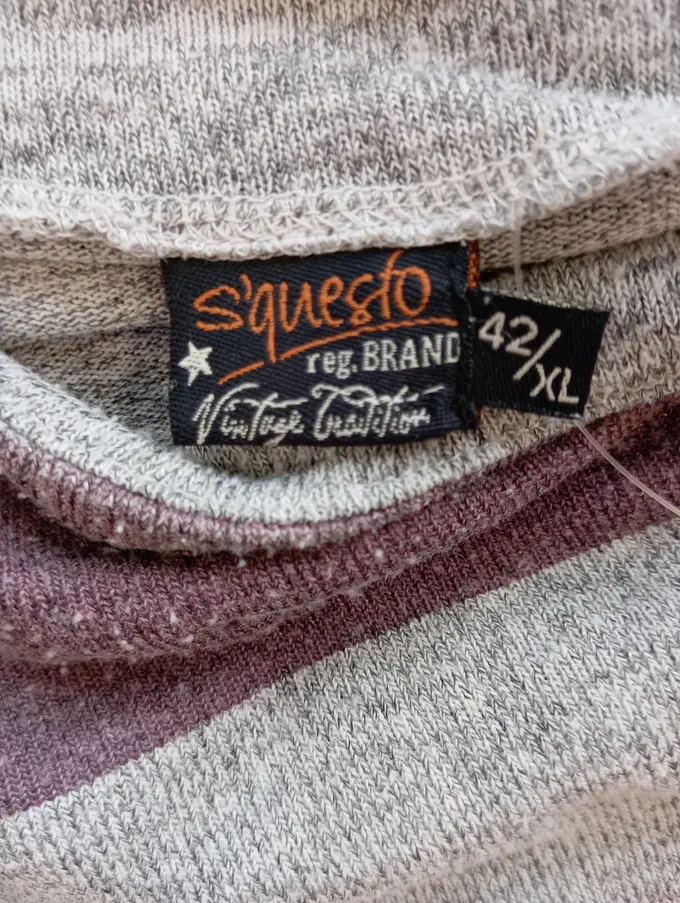 s'questo
reg. BRAND
Vintage Tradition
42/XL